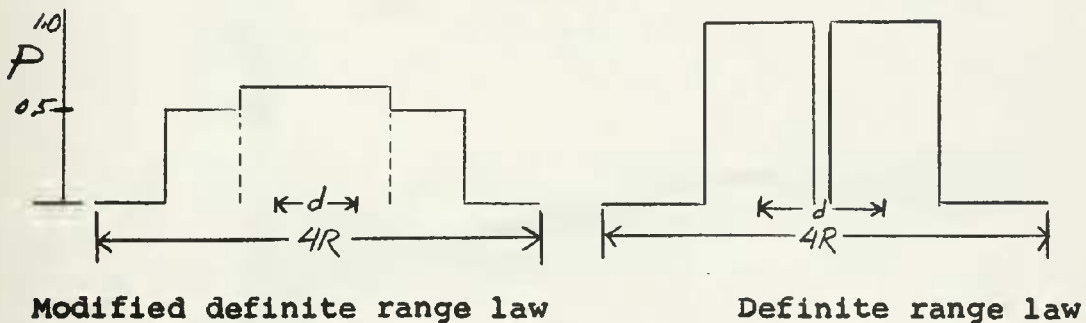 1.0
P
0.5
d
4R
d
4R
Modified definite range law
Definite range law